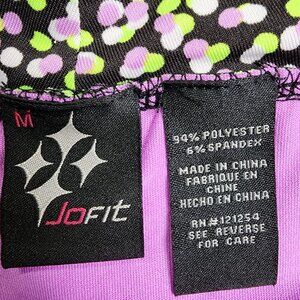 M
JoFit
94% POLYESTER
6% SPANDEX
MADE IN CHINA
FABRIQUE EN
CHINE
HECHO EN CHINA
RN#121254
SEE REVERSE
FOR CARE